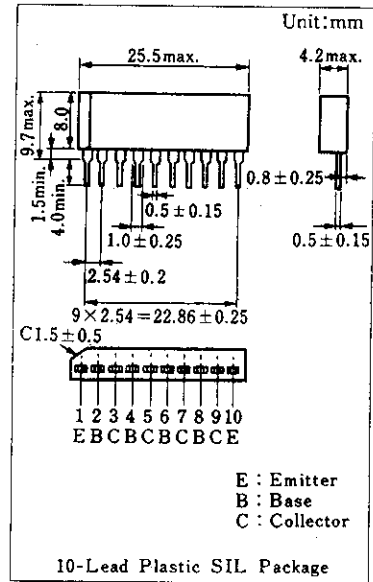 Unit:mm
25.5max.
4.2max.
9.7max.
8.0
1.5min.
4.0min.
0.8±0.25
0.5±0.15
1.0±0.25
0.5±0.15
2.54±0.2
9×2.54=22.86±0.25
C1.5±0.5
1 2 3 4 5 6 7 8 9 10
E B C B C B C B C E
E : Emitter
B : Base
C : Collector
10-Lead Plastic SIL Package